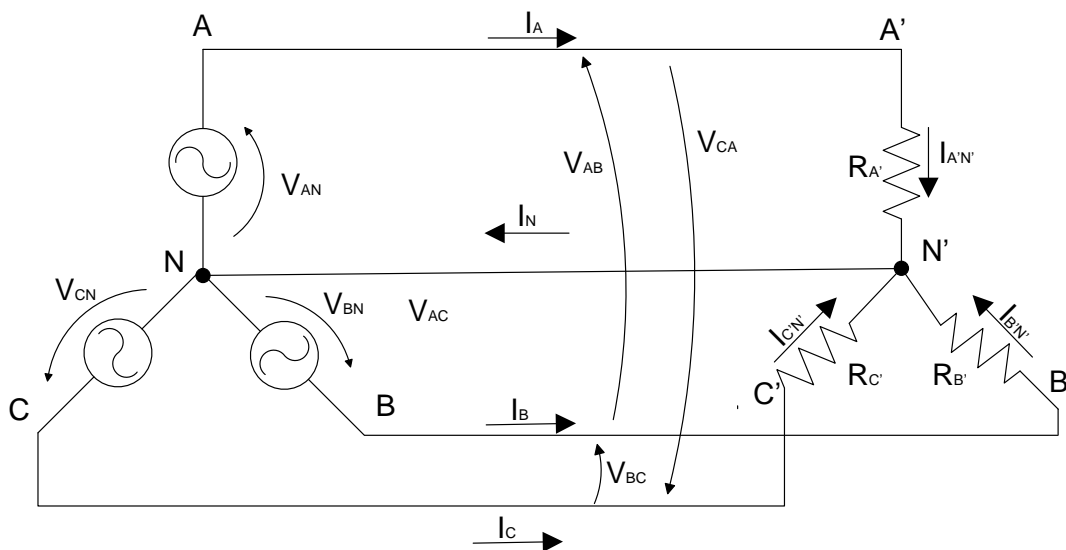 I_A
A
A'
V_AN
V_AB
V_CA
R_A'
I_A'N'
I_N
N
N'
V_CN
V_BN
V_AC
I_C'N'
I_B'N'
R_C'
R_B'
C'
B
C
B
I_B
V_BC
I_C